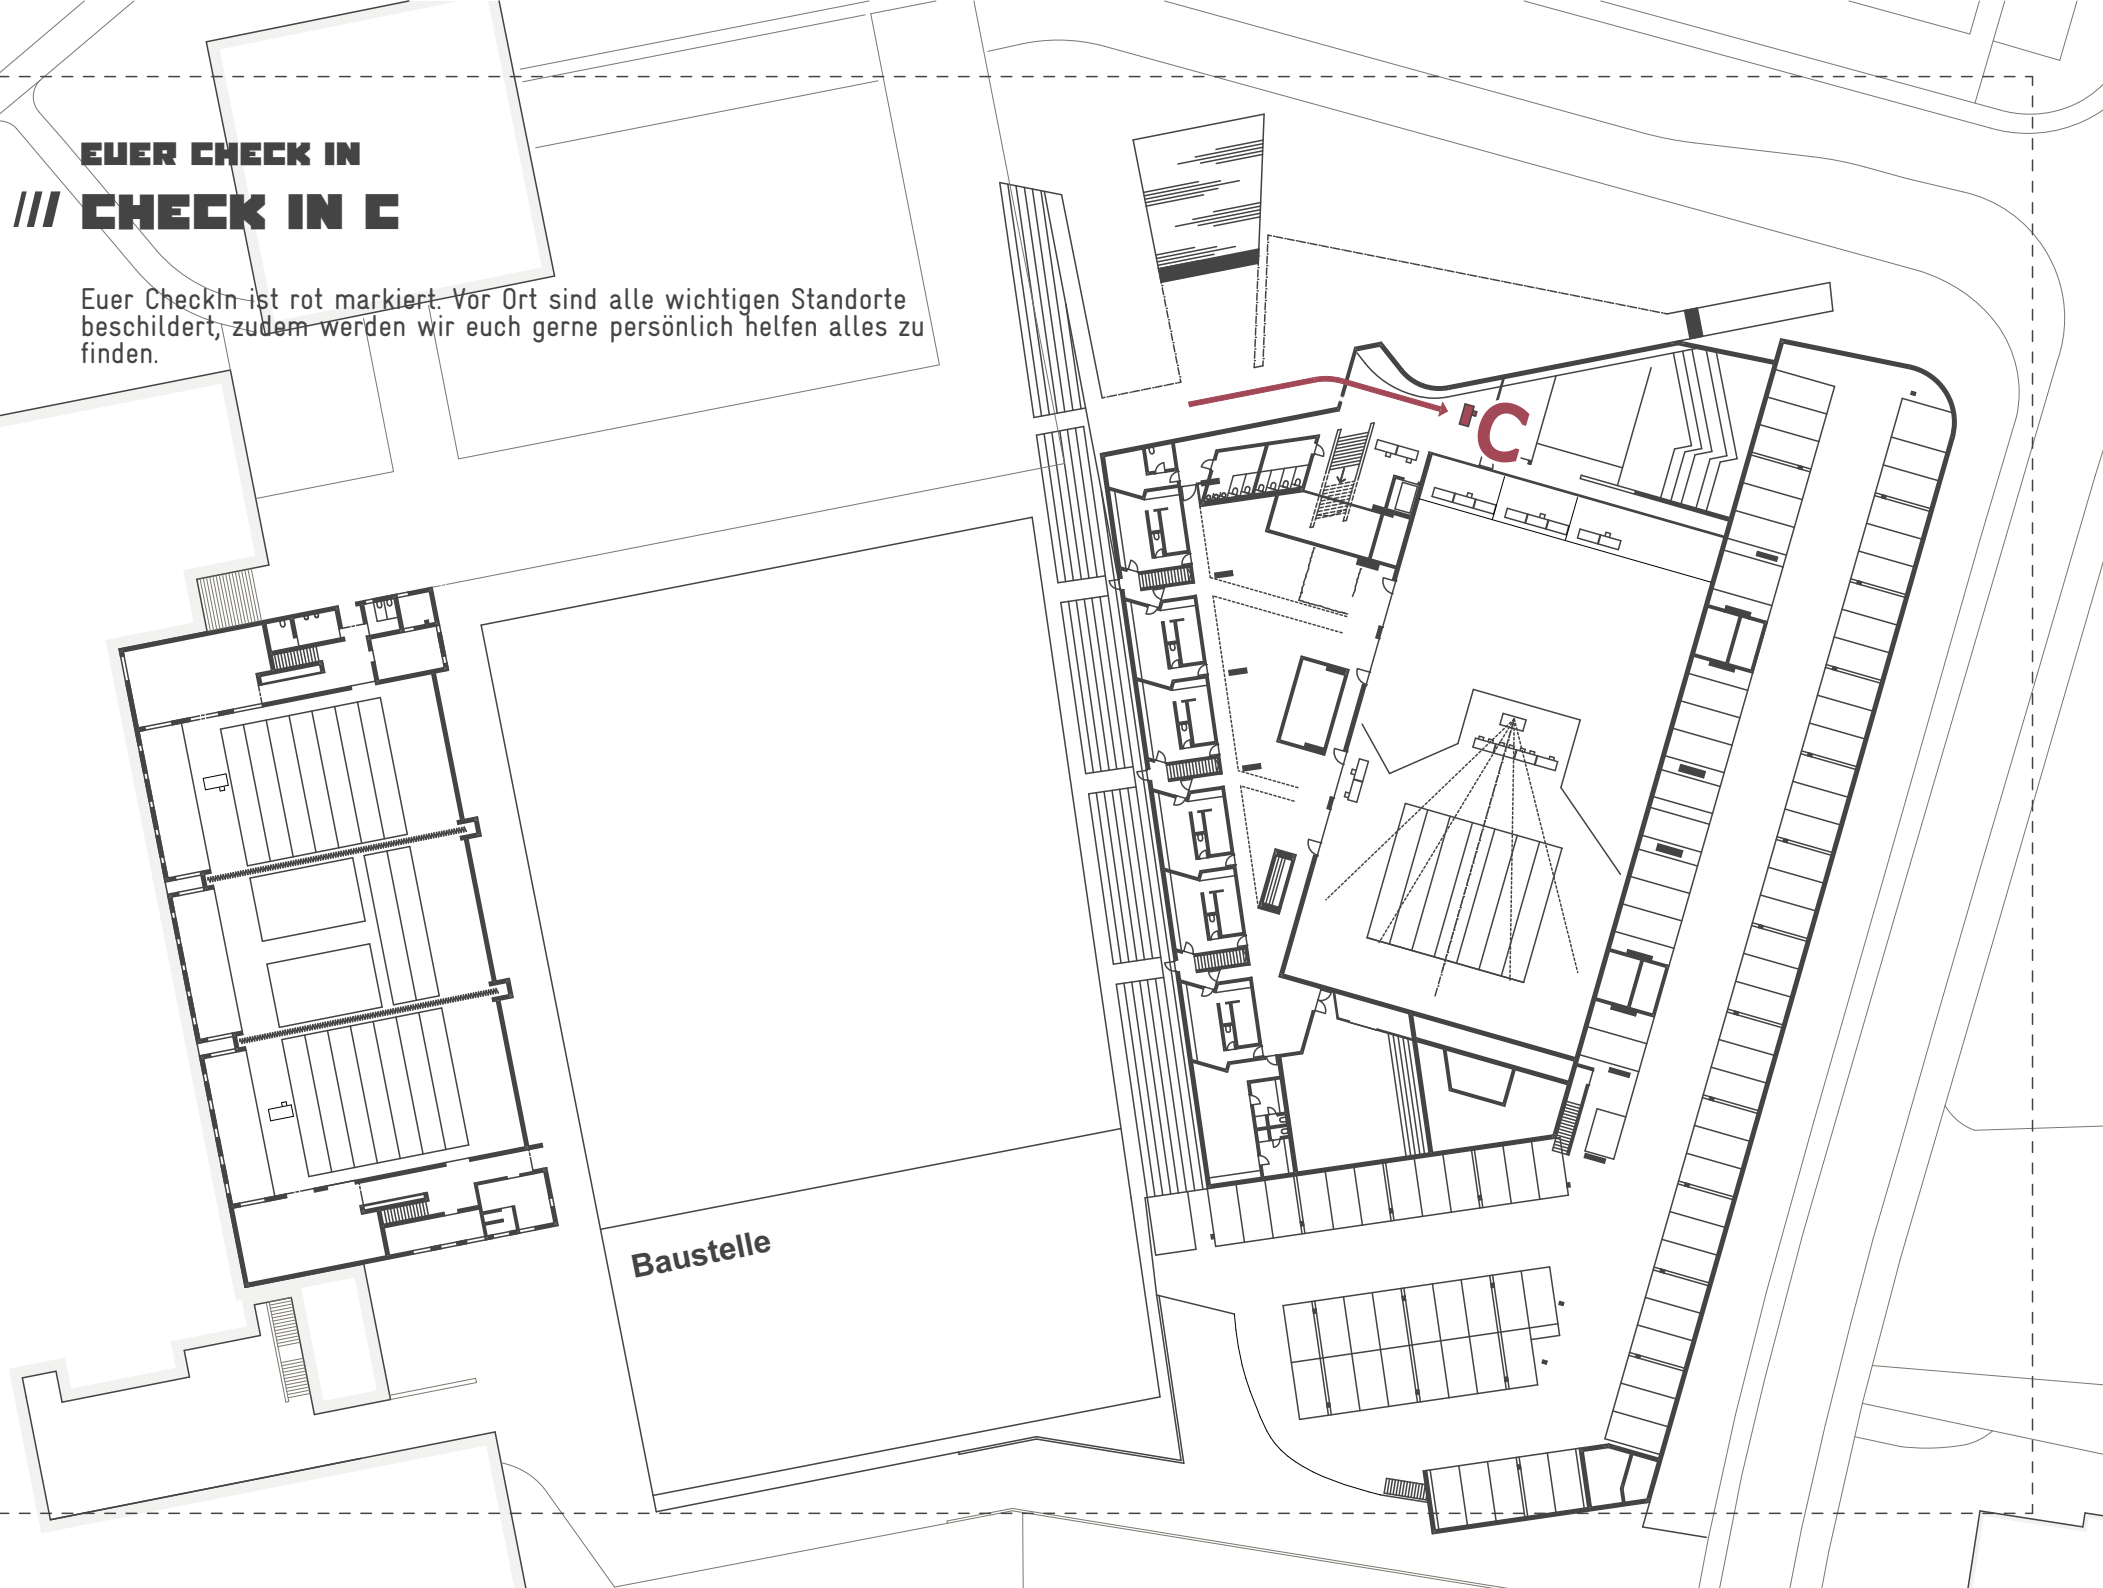 EUER CHECK IN
/// CHECK IN C
Euer CheckIn ist rot markiert. Vor Ort sind alle wichtigen Standorte
beschildert, zudem werden wir euch gerne persönlich helfen alles zu
finden.
C
Baustelle